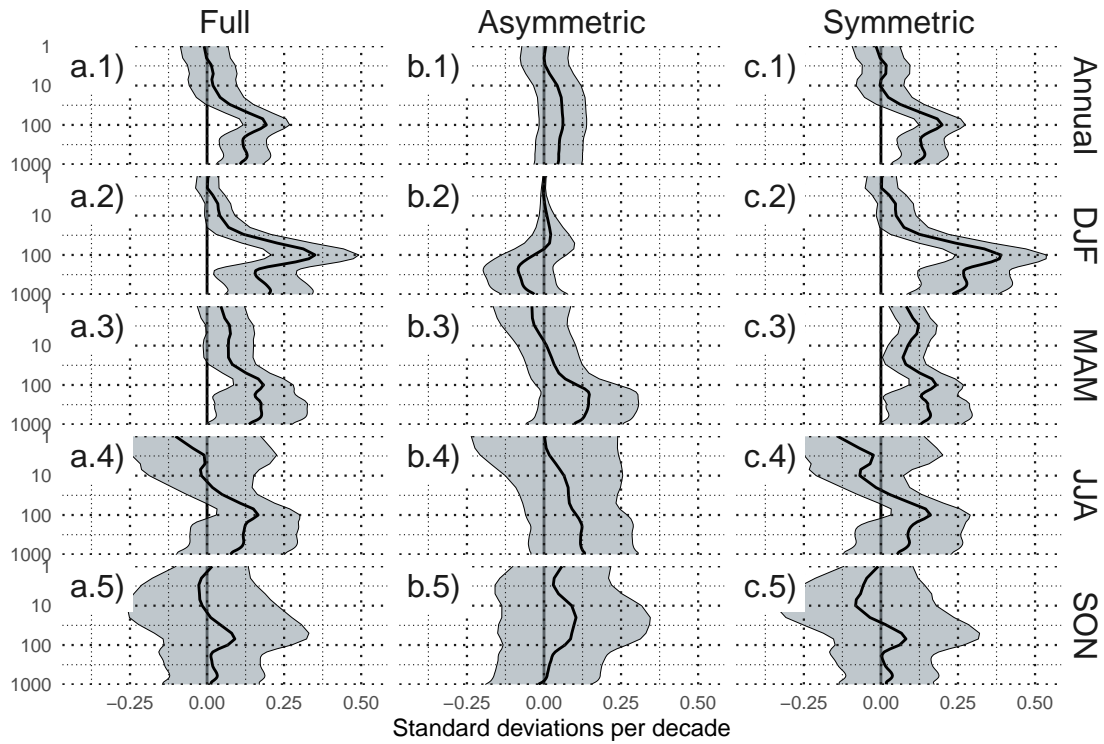 Full Asymmetric Symmetric
1
10
100
1000
a.1) b.1) c.1)
Annual
1
10
100
1000
a.2) b.2) c.2)
DJF
1
10
100
1000
a.3) b.3) c.3)
MAM
1
10
100
1000
a.4) b.4) c.4)
JJA
1
10
100
1000
a.5) b.5) c.5)
SON
−0.25 0.00 0.25 0.50 −0.25 0.00 0.25 0.50 −0.25 0.00 0.25 0.50
Standard deviations per decade